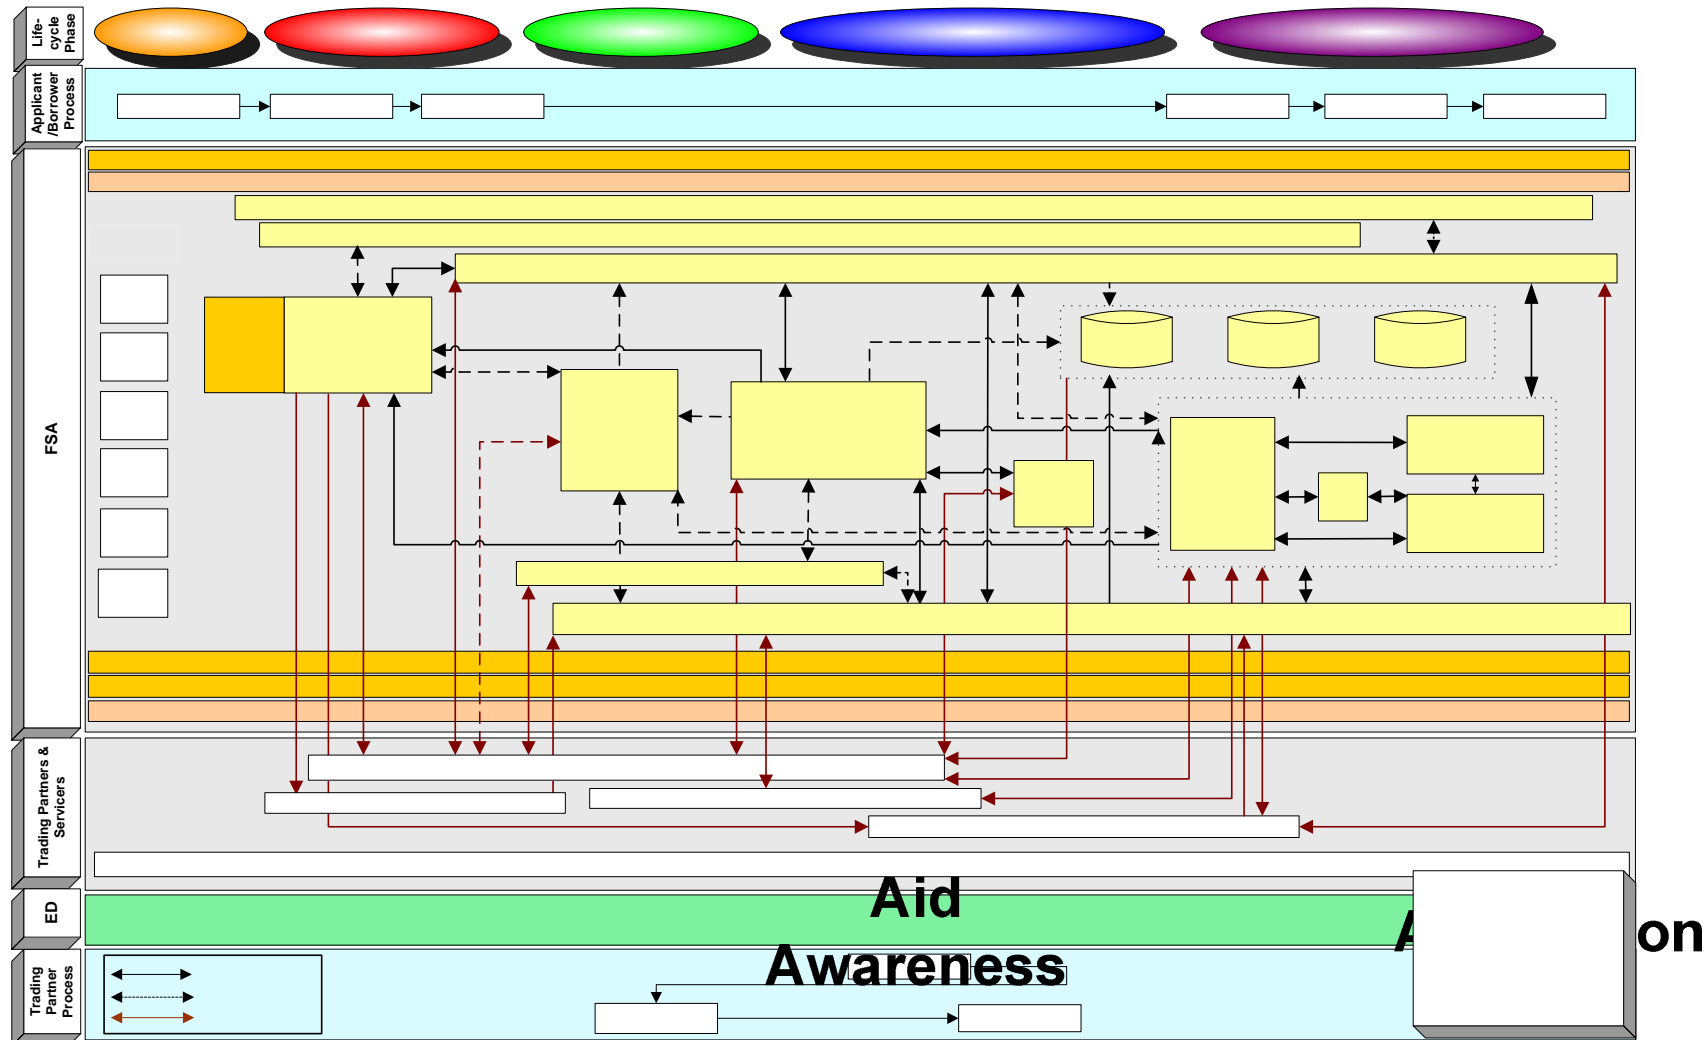 Life-
cycle
Phase
Applicant
/Borrower
Process
FSA
Trading Partners &
Servicers
ED
Trading
Partner
Process
Aid
Awareness
on